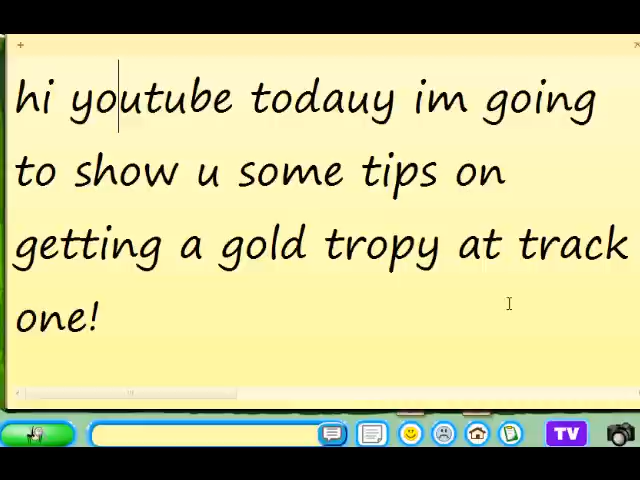 hi youtube todauy im going
to show u some tips on
getting a gold tropy at track
one!
TV